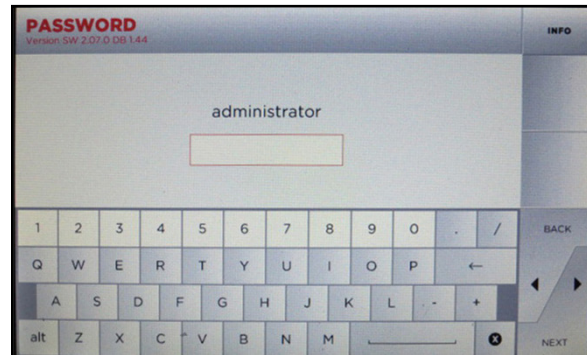 PASSWORD
Version SW 2.07.0 DB 1.44
INFO
administrator
1 2 3 4 5 6 7 8 9 0 . /
Q W E R T Y U I O P ←
A S D F G H J K L - +
alt Z X C V B N M
BACK
NEXT